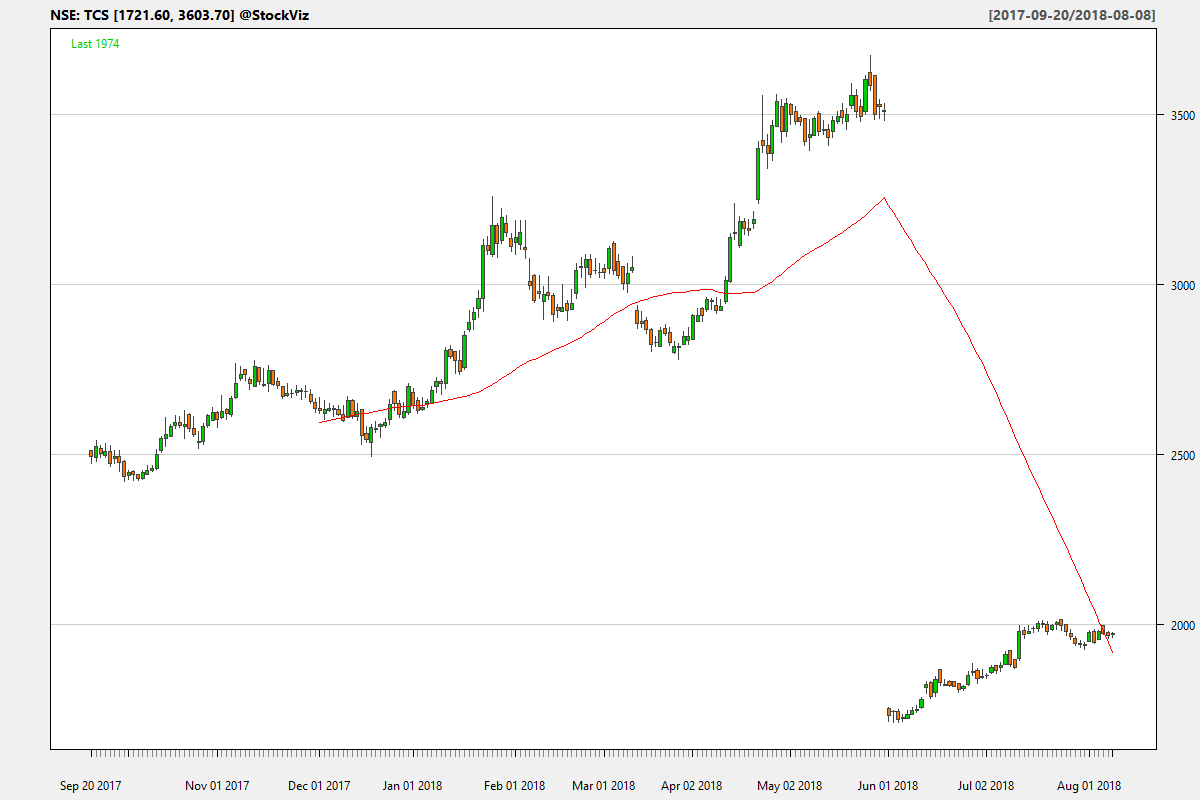 NSE: TCS [1721.60, 3603.70] @StockViz [2017-09-20/2018-08-08]
Last 1974
3500
3000
2500
2000
Sep 20 2017 Nov 01 2017 Dec 01 2017 Jan 01 2018 Feb 01 2018 Mar 01 2018 Apr 02 2018 May 02 2018 Jun 01 2018 Jul 02 2018 Aug 01 2018